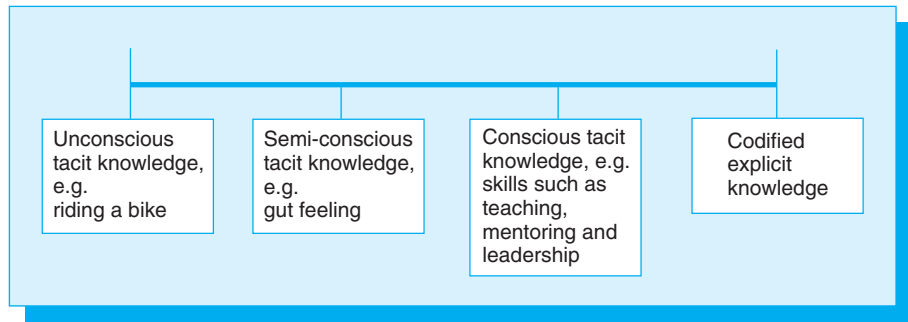 Unconscious
tacit knowledge,
e.g.
riding a bike
Semi-conscious
tacit knowledge,
e.g.
gut feeling
Conscious tacit
knowledge, e.g.
skills such as
teaching,
mentoring and
leadership
Codified
explicit
knowledge